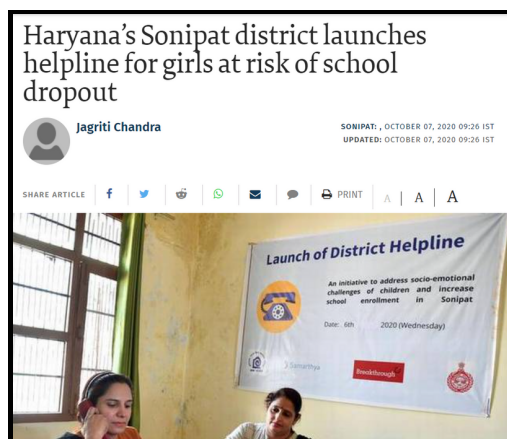 Haryana's Sonipat district launches
helpline for girls at risk of school
dropout
Jagriti Chandra
SONIPAT: , OCTOBER 07, 2020 09:26 IST
UPDATED: OCTOBER 07, 2020 09:26 IST
SHARE ARTICLE PRINT A A A
Launch of District Helpline
An initiative to address socio-emotional
challenges of children and increase
school enrollment in Sonipat
Date: 6th 2020 (Wednesday)
Samarthya
Breakthrough